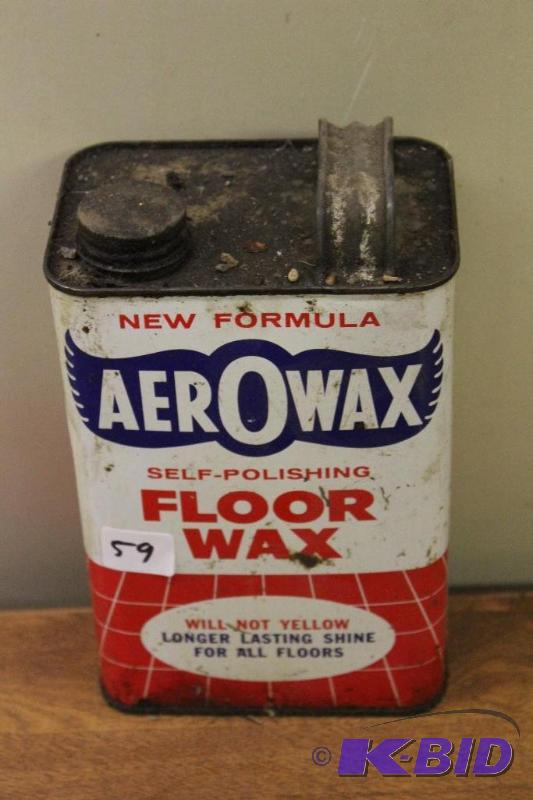 NEW FORMULA
AEROWAX
SELF-POLISHING
FLOOR
WAX
59
WILL NOT YELLOW
LONGER LASTING SHINE
FOR ALL FLOORS
© K-BID